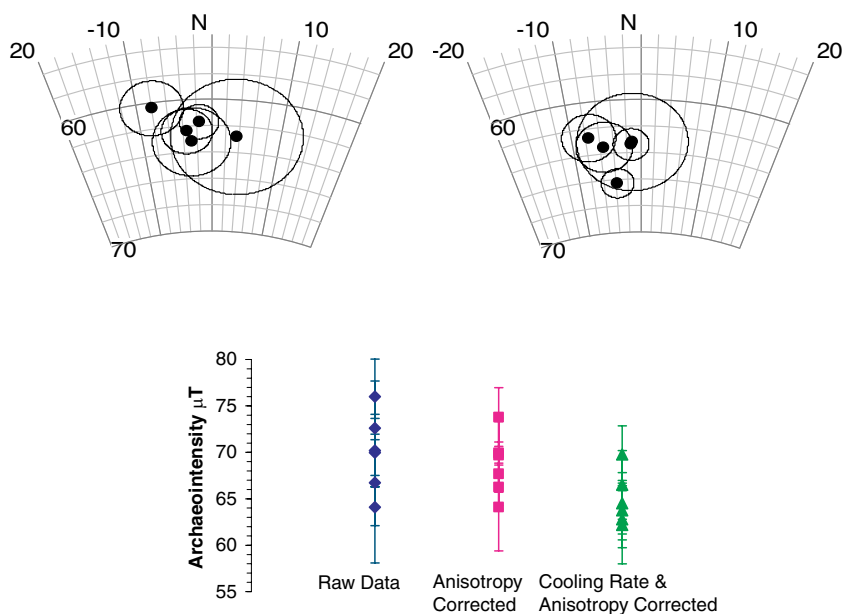 N
-10
10
20
20
60
70
N
-10
10
-20
20
60
70
80
75
70
65
60
55
Archaeointensity µT
Raw Data
Anisotropy
Corrected
Cooling Rate &
Anisotropy Corrected